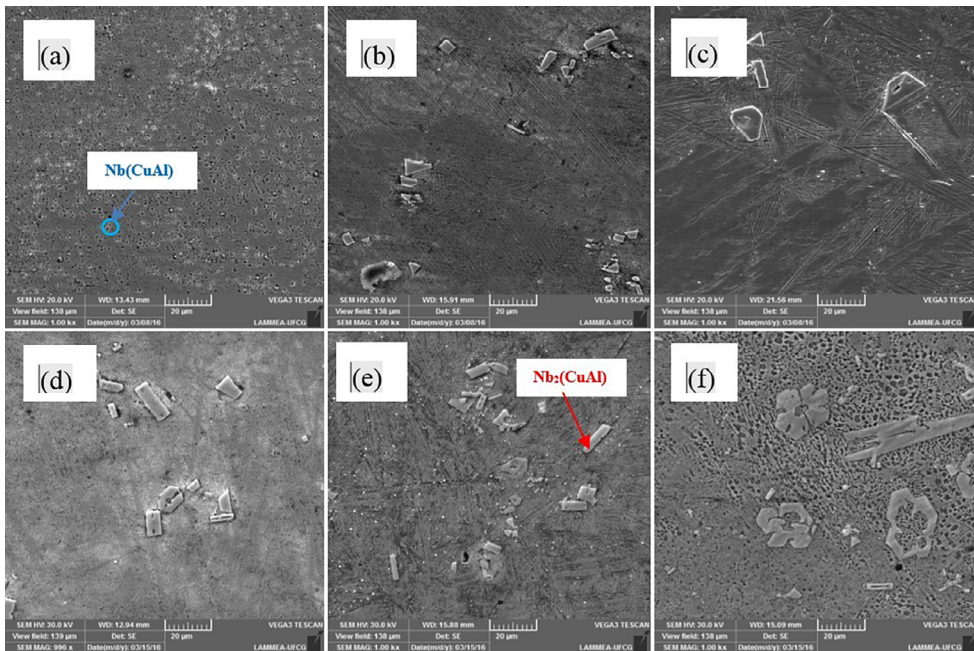 (a)
Nb(CuAl)
SEM HV: 20.0 kV WD: 13.43 mm
View field: 138 µm Det: SE 20 µm
SEM MAG: 1.00 kx Date(m/d/y): 03/08/16
(b)
SEM HV: 20.0 kV WD: 15.91 mm VEGA3 TESCAN
View field: 138 µm Det: SE 20 µm
SEM MAG: 1.00 kx Date(m/d/y): 03/08/16 LAMMEA-UFCG
(c)
SEM HV: 20.0 kV WD: 21.56 mm VEGA3 TESCAN
View field: 138 µm Det: SE 20 µm
SEM MAG: 1.00 kx Date(m/d/y): 03/08/16 LAMMEA-UFCG
VEGA3 TESCAN
LAMMEA-UFCG
(d)
SEM HV: 30.0 kV WD: 12.94 mm VEGA3 TESCAN
View field: 139 µm Det: SE 20 µm
SEM MAG: 996 x Date(m/d/y): 03/15/16 LAMMEA-UFCG
(e)
Nb₂(CuAl)
SEM HV: 30.0 kV WD: 15.88 mm VEGA3 TESCAN
View field: 138 µm Det: SE 20 µm
SEM MAG: 1.00 kx Date(m/d/y): 03/15/16 LAMMEA-UFCG
(f)
SEM HV: 30.0 kV WD: 15.09 mm VEGA3 TESCAN
View field: 138 µm Det: SE 20 µm
SEM MAG: 1.00 kx Date(m/d/y): 03/15/16 LAMMEA-UFCG